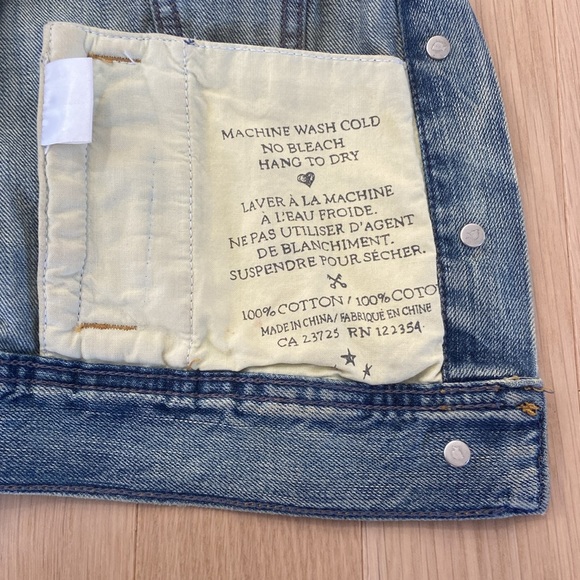 MACHINE WASH COLD
NO BLEACH
HANG TO DRY
LAVER À LA MACHINE
A L'EAU FROIDE.
NE PAS UTILISER D'AGENT
DE BLANCHIMENT.
SUSPENDRE POUR SÉCHER.
100% COTTON / 100% COTO
MADE IN CHINA / FABRIQUÉ EN CHINE
CA 23725 RN 122354